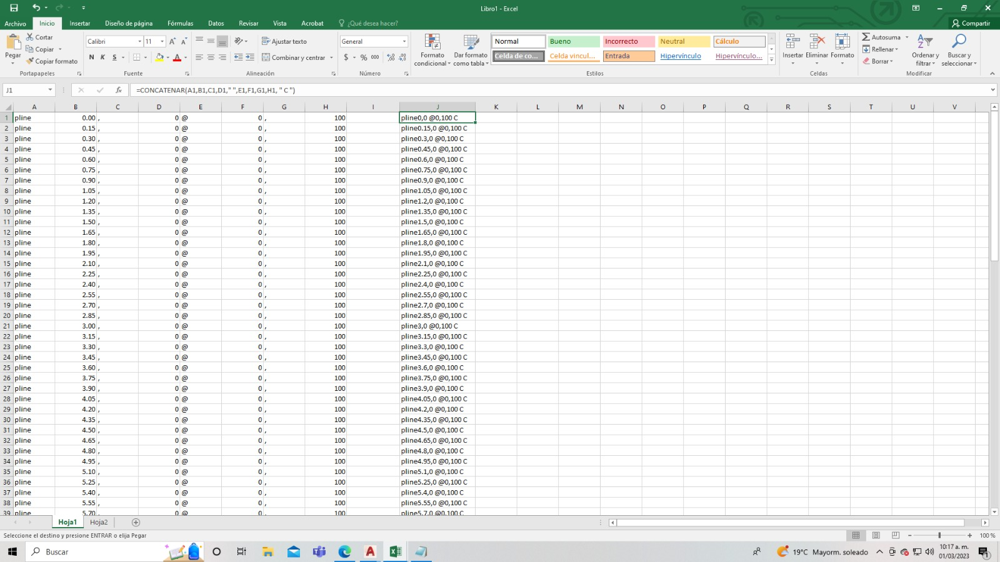 Libro1 - Excel
Archivo Inicio Insertar Diseño de página Fórmulas Datos Revisar Vista Acrobat ¿Qué desea hacer? Compartir
Pegar Cortar Copiar Copiar formato Portapapeles
Calibri 11 N K S Fuente
Ajustar texto Combinar y centrar Alineación
General $ % 000 Número
Formato condicional Dar formato como tabla
Normal Bueno Incorrecto Neutral Cálculo
Celda de co... Celda vincul... Entrada Hipervínculo Hipervínculo...
Estilos
Insertar Eliminar Formato Celdas
Autosuma Rellenar Borrar Ordenar y filtrar Buscar y seleccionar Modificar
J1 fx =CONCATENAR(A1,B1,C1,D1," ",E1,F1,G1,H1, " C ")
A B C D E F G H I J K L M N O P Q R S T U V
1 pline 0.00 , 0 @ 0 , 100 pline0,0 @0,100 C
2 pline 0.15 , 0 @ 0 , 100 pline0.15,0 @0,100 C
3 pline 0.30 , 0 @ 0 , 100 pline0.3,0 @0,100 C
4 pline 0.45 , 0 @ 0 , 100 pline0.45,0 @0,100 C
5 pline 0.60 , 0 @ 0 , 100 pline0.6,0 @0,100 C
6 pline 0.75 , 0 @ 0 , 100 pline0.75,0 @0,100 C
7 pline 0.90 , 0 @ 0 , 100 pline0.9,0 @0,100 C
8 pline 1.05 , 0 @ 0 , 100 pline1.05,0 @0,100 C
9 pline 1.20 , 0 @ 0 , 100 pline1.2,0 @0,100 C
10 pline 1.35 , 0 @ 0 , 100 pline1.35,0 @0,100 C
11 pline 1.50 , 0 @ 0 , 100 pline1.5,0 @0,100 C
12 pline 1.65 , 0 @ 0 , 100 pline1.65,0 @0,100 C
13 pline 1.80 , 0 @ 0 , 100 pline1.8,0 @0,100 C
14 pline 1.95 , 0 @ 0 , 100 pline1.95,0 @0,100 C
15 pline 2.10 , 0 @ 0 , 100 pline2.1,0 @0,100 C
16 pline 2.25 , 0 @ 0 , 100 pline2.25,0 @0,100 C
17 pline 2.40 , 0 @ 0 , 100 pline2.4,0 @0,100 C
18 pline 2.55 , 0 @ 0 , 100 pline2.55,0 @0,100 C
19 pline 2.70 , 0 @ 0 , 100 pline2.7,0 @0,100 C
20 pline 2.85 , 0 @ 0 , 100 pline2.85,0 @0,100 C
21 pline 3.00 , 0 @ 0 , 100 pline3,0 @0,100 C
22 pline 3.15 , 0 @ 0 , 100 pline3.15,0 @0,100 C
23 pline 3.30 , 0 @ 0 , 100 pline3.3,0 @0,100 C
24 pline 3.45 , 0 @ 0 , 100 pline3.45,0 @0,100 C
25 pline 3.60 , 0 @ 0 , 100 pline3.6,0 @0,100 C
26 pline 3.75 , 0 @ 0 , 100 pline3.75,0 @0,100 C
27 pline 3.90 , 0 @ 0 , 100 pline3.9,0 @0,100 C
28 pline 4.05 , 0 @ 0 , 100 pline4.05,0 @0,100 C
29 pline 4.20 , 0 @ 0 , 100 pline4.2,0 @0,100 C
30 pline 4.35 , 0 @ 0 , 100 pline4.35,0 @0,100 C
31 pline 4.50 , 0 @ 0 , 100 pline4.5,0 @0,100 C
32 pline 4.65 , 0 @ 0 , 100 pline4.65,0 @0,100 C
33 pline 4.80 , 0 @ 0 , 100 pline4.8,0 @0,100 C
34 pline 4.95 , 0 @ 0 , 100 pline4.95,0 @0,100 C
35 pline 5.10 , 0 @ 0 , 100 pline5.1,0 @0,100 C
36 pline 5.25 , 0 @ 0 , 100 pline5.25,0 @0,100 C
37 pline 5.40 , 0 @ 0 , 100 pline5.4,0 @0,100 C
38 pline 5.55 , 0 @ 0 , 100 pline5.55,0 @0,100 C
39 pline 5.70 , 0 @ 0 , 100 pline5.7,0 @0,100 C
Hoja1 Hoja2
Seleccione el destino y presione ENTRAR o elija Pegar 100 %
Buscar 19°C Mayorm. soleado 10:17 a. m.
01/03/2023